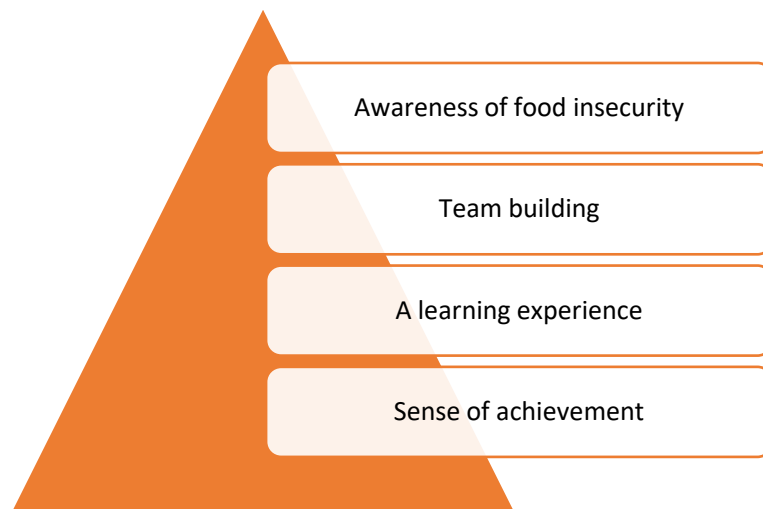 Awareness of food insecurity
Team building
A learning experience
Sense of achievement